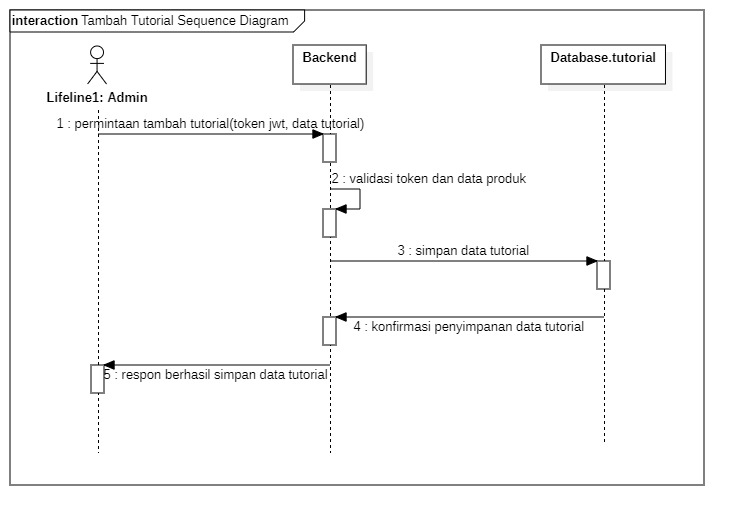 interaction Tambah Tutorial Sequence Diagram
Backend
Database.tutorial
Lifeline1: Admin
1 : permintaan tambah tutorial(token jwt, data tutorial)
2 : validasi token dan data produk
3 : simpan data tutorial
4 : konfirmasi penyimpanan data tutorial
5 : respon berhasil simpan data tutorial